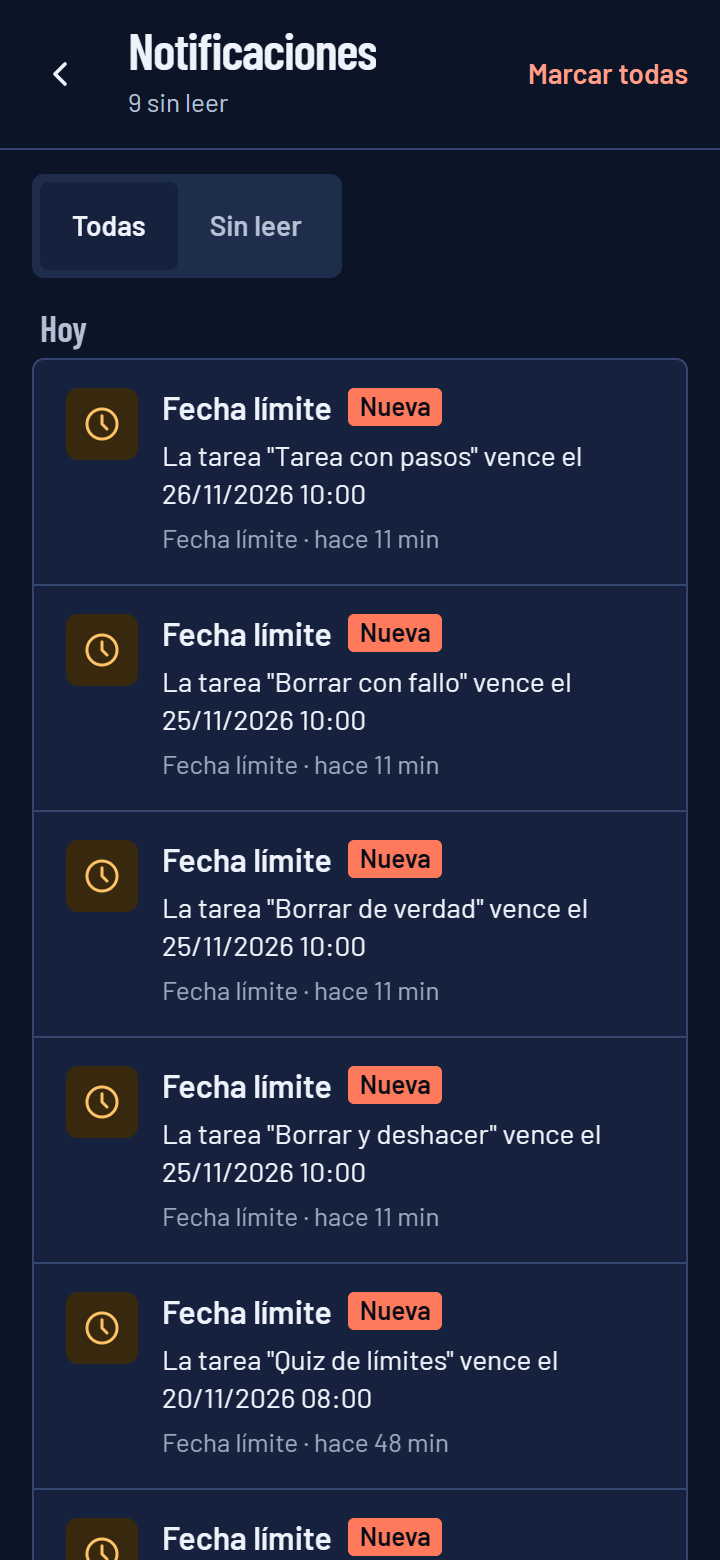 Notificaciones
9 sin leer
Marcar todas
Todas
Sin leer
Hoy
Fecha límite
Nueva
La tarea "Tarea con pasos" vence el
26/11/2026 10:00
Fecha límite · hace 11 min
Fecha límite
Nueva
La tarea "Borrar con fallo" vence el
25/11/2026 10:00
Fecha límite · hace 11 min
Fecha límite
Nueva
La tarea "Borrar de verdad" vence el
25/11/2026 10:00
Fecha límite · hace 11 min
Fecha límite
Nueva
La tarea "Borrar y deshacer" vence el
25/11/2026 10:00
Fecha límite · hace 11 min
Fecha límite
Nueva
La tarea "Quiz de límites" vence el
20/11/2026 08:00
Fecha límite · hace 48 min
Fecha límite
Nueva